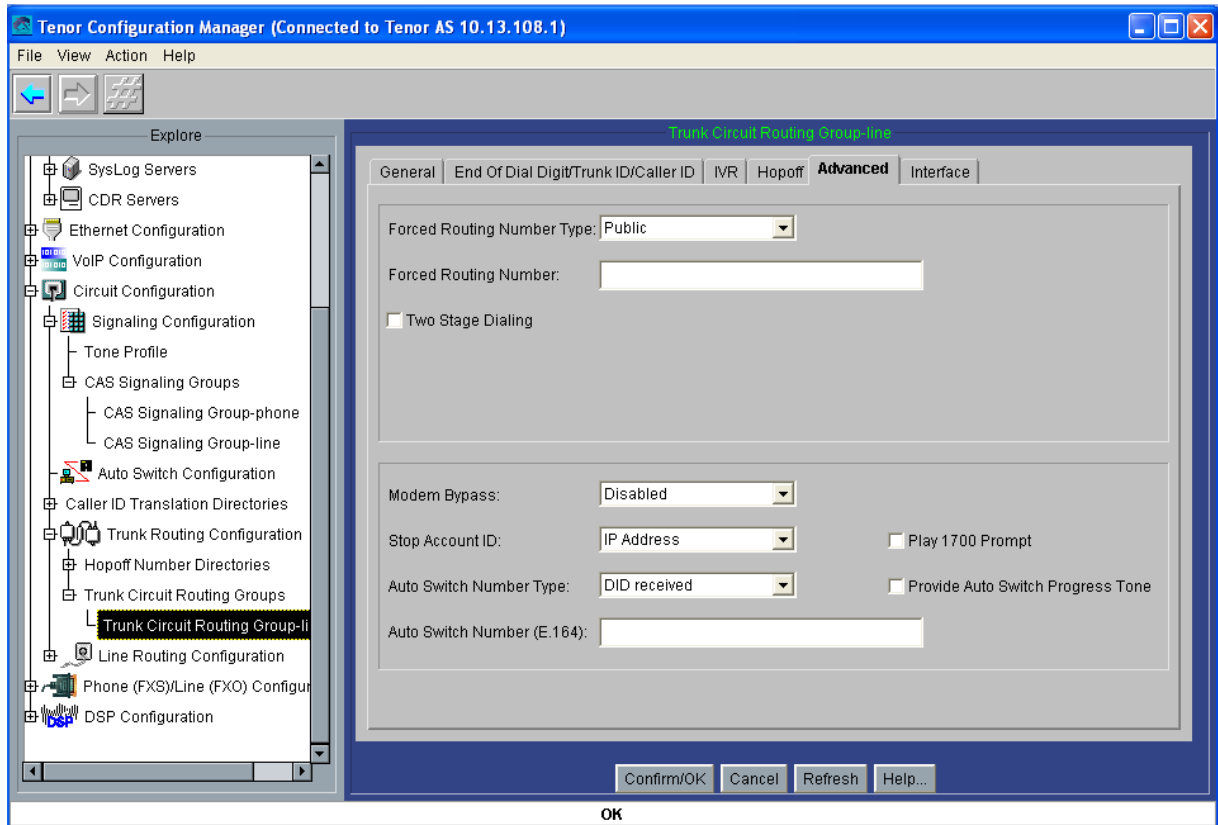 Tenor Configuration Manager (Connected to Tenor AS 10.13.108.1)
File View Action Help
Explore
SysLog Servers
CDR Servers
Ethernet Configuration
VoIP Configuration
Circuit Configuration
Signaling Configuration
Tone Profile
CAS Signaling Groups
CAS Signaling Group-phone
CAS Signaling Group-line
Auto Switch Configuration
Caller ID Translation Directories
Trunk Routing Configuration
Hopoff Number Directories
Trunk Circuit Routing Groups
Trunk Circuit Routing Group-li
Line Routing Configuration
Phone (FXS)/Line (FXO) Configur
DSP
DSP Configuration
Trunk Circuit Routing Group-line
General End Of Dial Digit/Trunk ID/Caller ID IVR Hopoff Advanced Interface
Forced Routing Number Type: Public
Forced Routing Number:
Two Stage Dialing
Modem Bypass: Disabled
Stop Account ID: IP Address Play 1700 Prompt
Auto Switch Number Type: DID received Provide Auto Switch Progress Tone
Auto Switch Number (E.164):
Confirm/OK Cancel Refresh Help...
OK